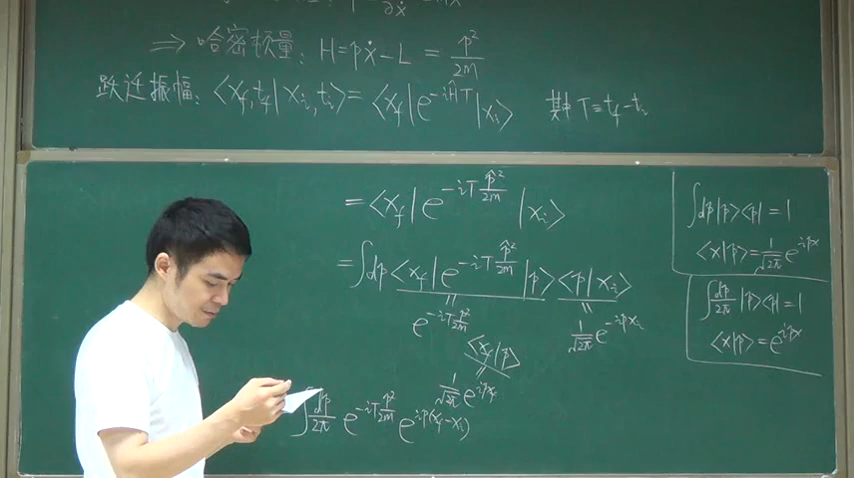 ⇒ 哈密顿量: H=pẋ-L = p²/2m
跃迁振幅: ⟨x_f,t_f|x_i,t_i⟩= ⟨x_f|e^{-iĤT}|x_i⟩ 其中 T≡t_f-t_i
=⟨x_f|e^{-iT p̂²/2m}|x_i⟩
=∫dp⟨x_f|e^{-iT p̂²/2m}|p⟩⟨p|x_i⟩
e^{-iT p²/2m} ⟨x_f|p⟩
1/√2π e^{ipx_f}
1/√2π e^{-ipx_i}
∫dp/2π e^{-iT p²/2m} e^{ip(x_f-x_i)}
∫dp|p⟩⟨p|=1
⟨x|p⟩=1/√2π e^{ipx}
∫dp/2π|p⟩⟨p|=1
⟨x|p⟩=e^{ipx}